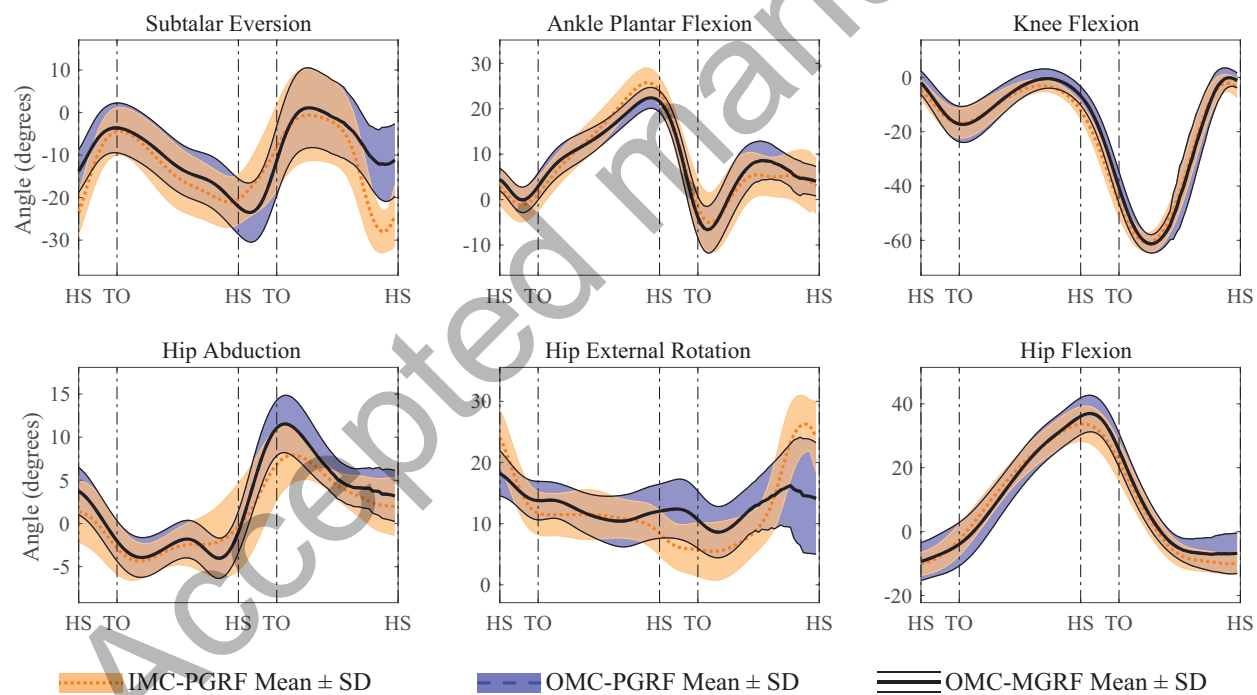 Subtalar Eversion
Ankle Plantar Flexion
Knee Flexion
Angle (degrees)
10
0
-10
-20
-30
30
20
10
0
-10
0
-20
-40
-60
HS TO HS TO HS
HS TO HS TO HS
HS TO HS TO HS
Hip Abduction
Hip External Rotation
Hip Flexion
Angle (degrees)
15
10
5
0
-5
30
20
10
0
40
20
0
-20
HS TO HS TO HS
HS TO HS TO HS
HS TO HS TO HS
IMC-PGRF Mean ± SD
OMC-PGRF Mean ± SD
OMC-MGRF Mean ± SD
Accepted